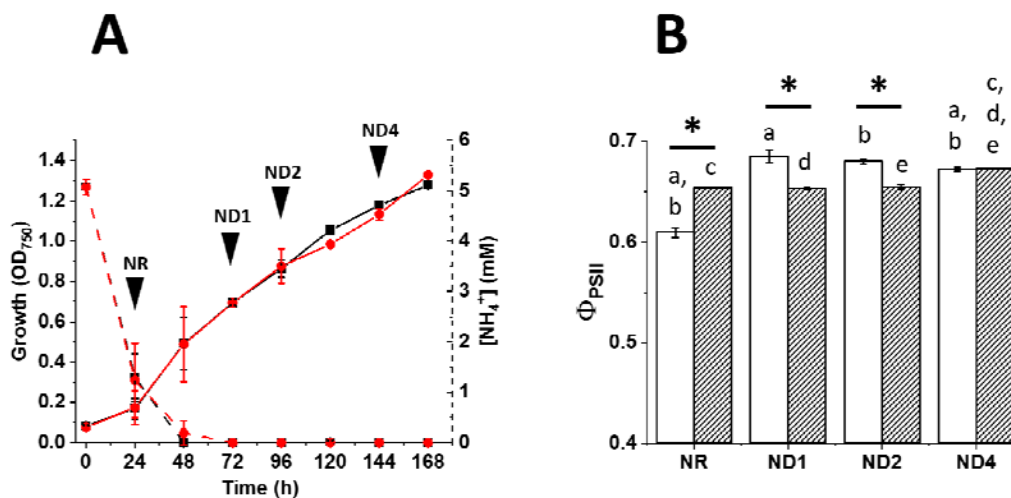 A
Growth (OD750)
1.4
1.2
1.0
0.8
0.6
0.4
0.2
0.0
NR
ND1
ND2
ND4
6
5
4
3
2
1
0
[NH4+] (mM)
0 24 48 72 96 120 144 168
Time (h)
B
ΦPSII
0.7
0.6
0.5
0.4
* * *
a,
b
c
a
d
b
e
a,
b
c,
d,
e
NR ND1 ND2 ND4